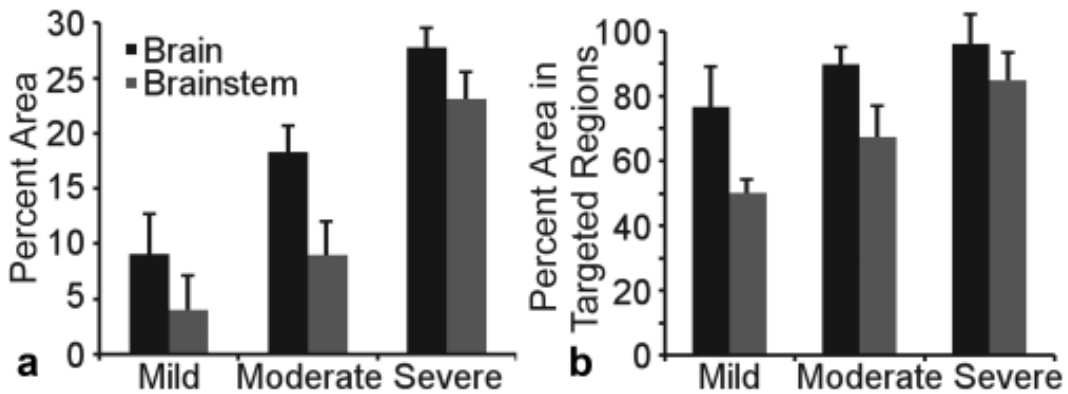 Percent Area
30
25
20
15
10
5
0
Brain
Brainstem
Mild Moderate Severe
a
Percent Area in
Targeted Regions
100
80
60
40
20
0
Mild Moderate Severe
b